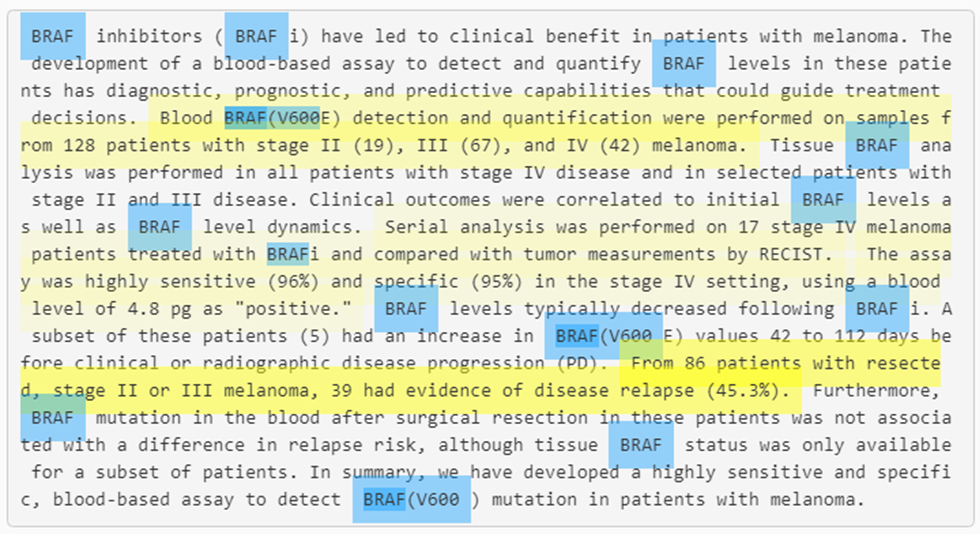 BRAF inhibitors ( BRAF i) have led to clinical benefit in patients with melanoma. The
development of a blood-based assay to detect and quantify BRAF levels in these patie
nts has diagnostic, prognostic, and predictive capabilities that could guide treatment
decisions. Blood BRAF(V600E) detection and quantification were performed on samples f
rom 128 patients with stage II (19), III (67), and IV (42) melanoma. Tissue BRAF ana
lysis was performed in all patients with stage IV disease and in selected patients with
stage II and III disease. Clinical outcomes were correlated to initial BRAF levels a
s well as BRAF level dynamics. Serial analysis was performed on 17 stage IV melanoma
patients treated with BRAFi and compared with tumor measurements by RECIST. The assa
y was highly sensitive (96%) and specific (95%) in the stage IV setting, using a blood
level of 4.8 pg as "positive." BRAF levels typically decreased following BRAF i. A
subset of these patients (5) had an increase in BRAF(V600 E) values 42 to 112 days be
fore clinical or radiographic disease progression (PD). From 86 patients with resecte
d, stage II or III melanoma, 39 had evidence of disease relapse (45.3%). Furthermore,
BRAF mutation in the blood after surgical resection in these patients was not associa
ted with a difference in relapse risk, although tissue BRAF status was only available
for a subset of patients. In summary, we have developed a highly sensitive and specifi
c, blood-based assay to detect BRAF(V600 ) mutation in patients with melanoma.